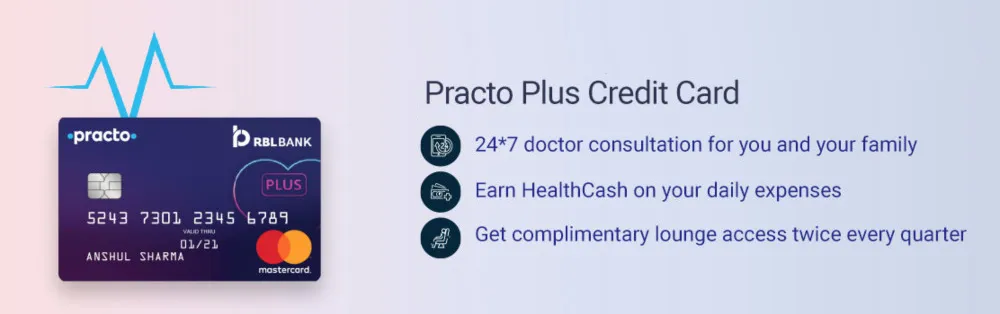 •practo•
RBLBANK
PLUS
5243 7301 2345 6789
VALID THRU
01/21
ANSHUL SHARMA
mastercard.
Practo Plus Credit Card
24*7 doctor consultation for you and your family
Earn HealthCash on your daily expenses
Get complimentary lounge access twice every quarter